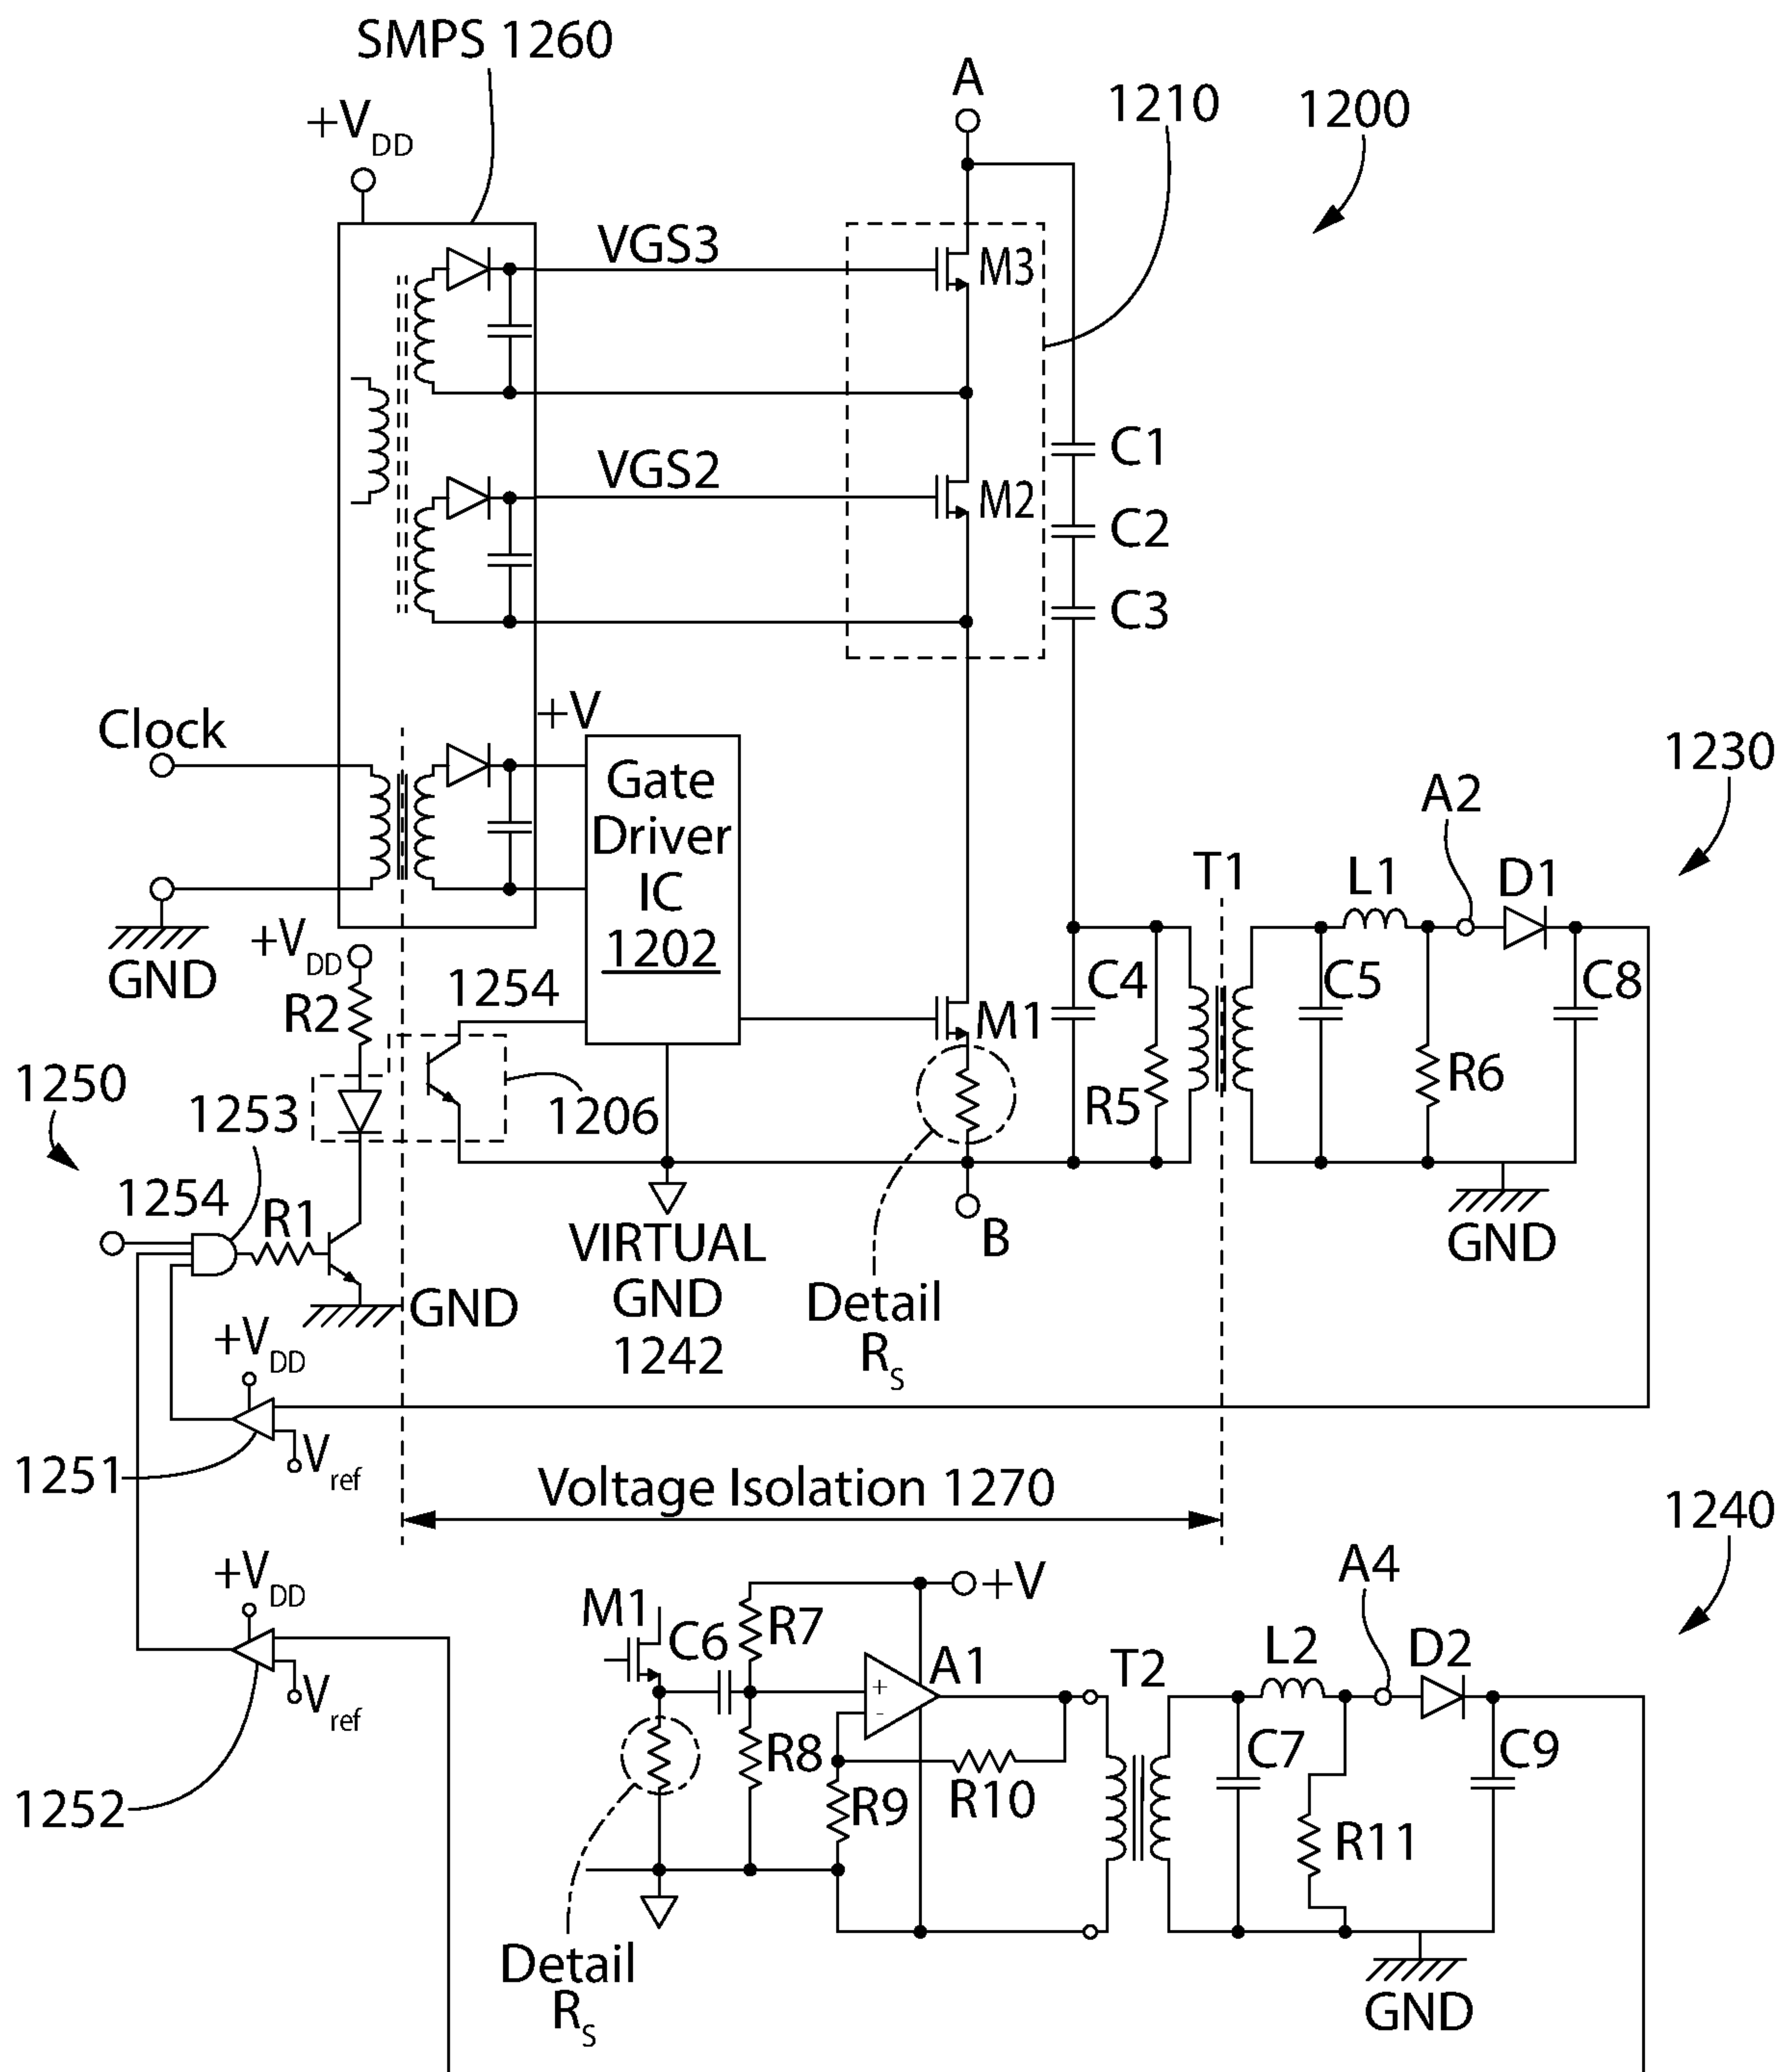 SMPS 1260
A
1210
1200
+VDD
VGS3
M3
C1
VGS2
M2
C2
C3
+V
Clock
1230
Gate
Driver
IC
1202
A2
T1
L1
D1
+VDD
GND
1254
C4
C5
C8
R2
M1
1250
1253
1206
R5
R6
1254
R1
VIRTUAL
GND
1242
B
GND
GND
Detail
RS
+VDD
1251
Vref
Voltage Isolation 1270
1240
+VDD
A4
+V
M1
C6
R7
L2
D2
A1
T2
+
-
Vref
R8
C7
C9
1252
R9
R10
R11
Detail
RS
GND